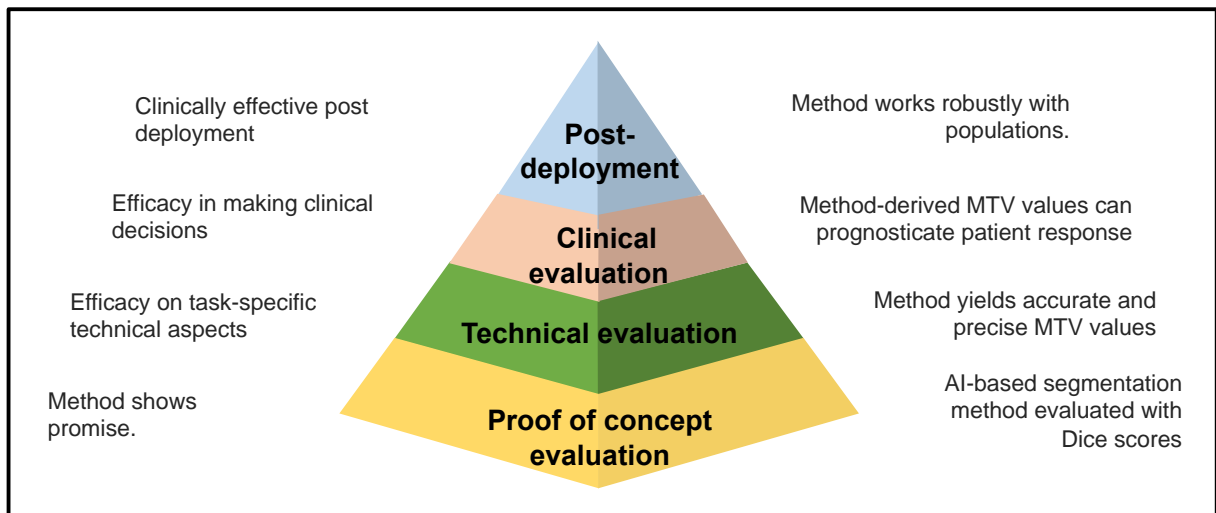 Clinically effective post
deployment
Post-
deployment
Method works robustly with
populations.
Efficacy in making clinical
decisions
Clinical
evaluation
Method-derived MTV values can
prognosticate patient response
Efficacy on task-specific
technical aspects
Technical evaluation
Method yields accurate and
precise MTV values
Method shows
promise.
Proof of concept
evaluation
AI-based segmentation
method evaluated with
Dice scores